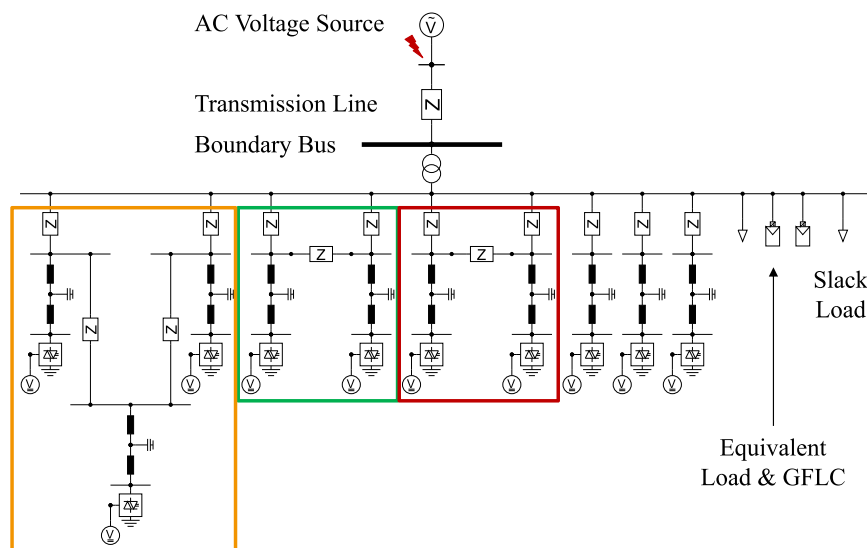 AC Voltage Source
Ṽ
Transmission Line
Z
Boundary Bus
Z Z Z Z Z Z Z Z Z
Z Z
Z Z
Slack
Load
V V V V V V V V V
Equivalent
Load & GFLC
V